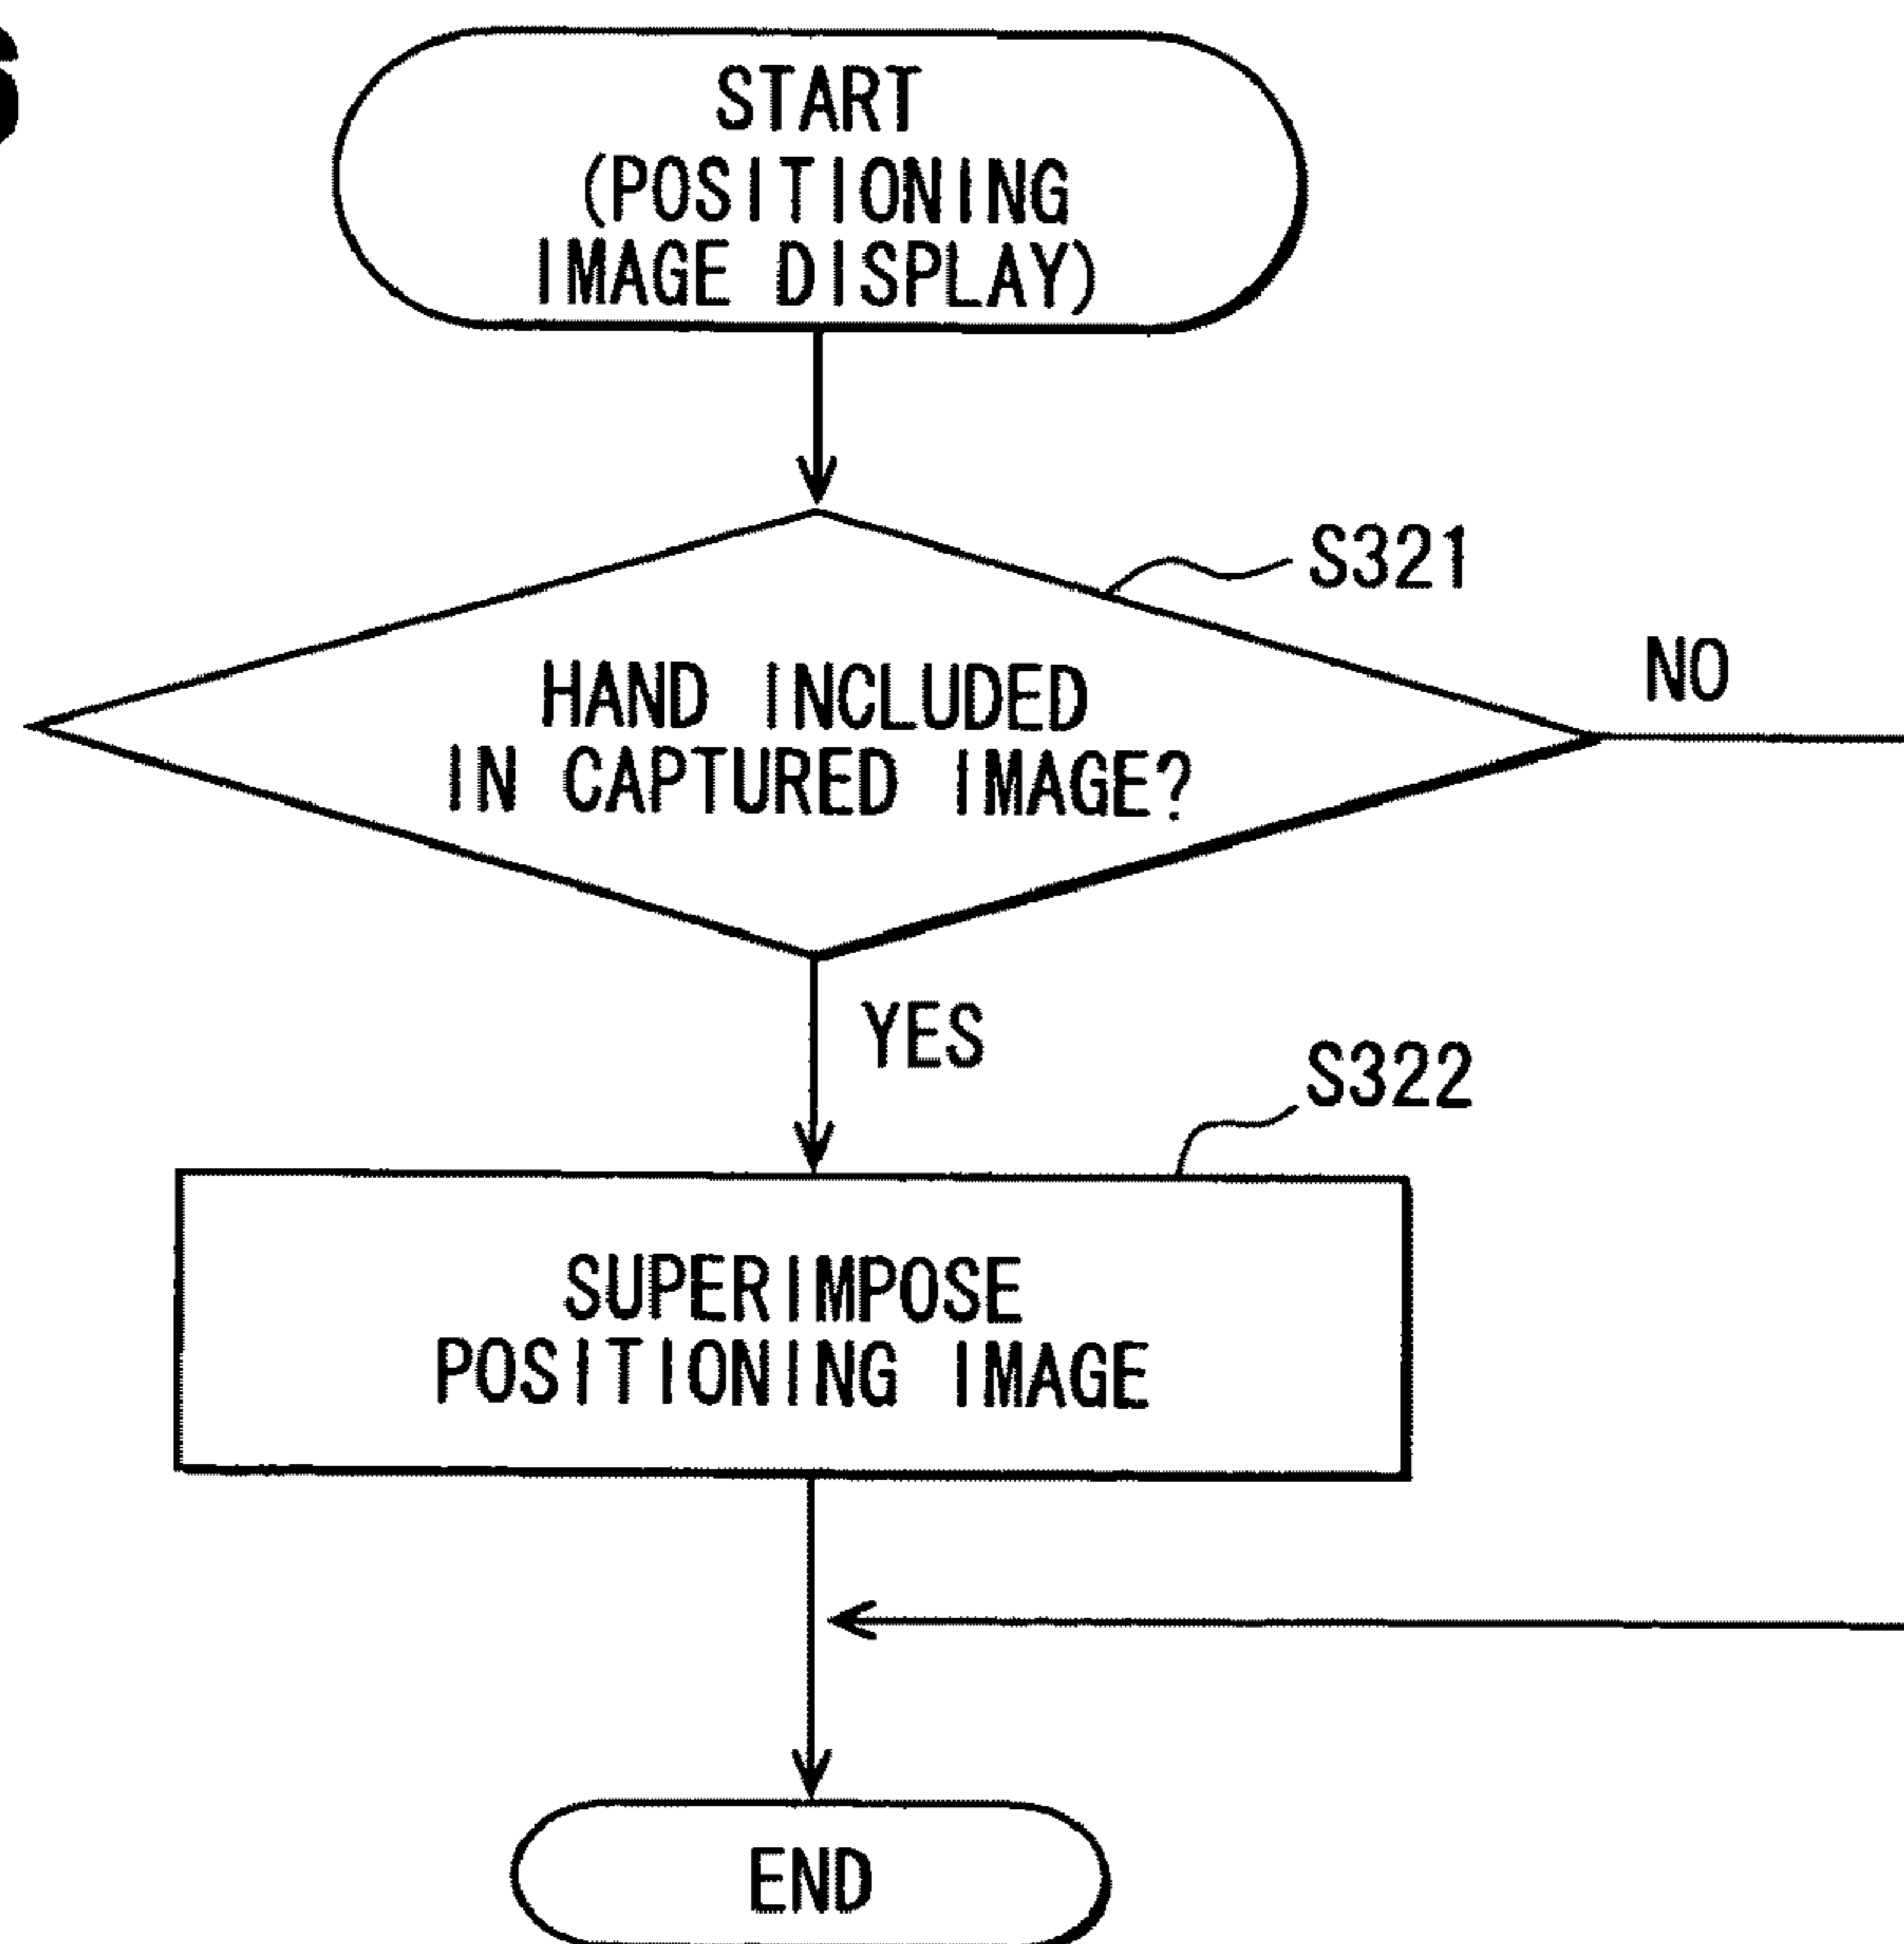 START
(POSITIONING
IMAGE DISPLAY)
S321
HAND INCLUDED
IN CAPTURED IMAGE?
NO
YES
S322
SUPERIMPOSE
POSITIONING IMAGE
END